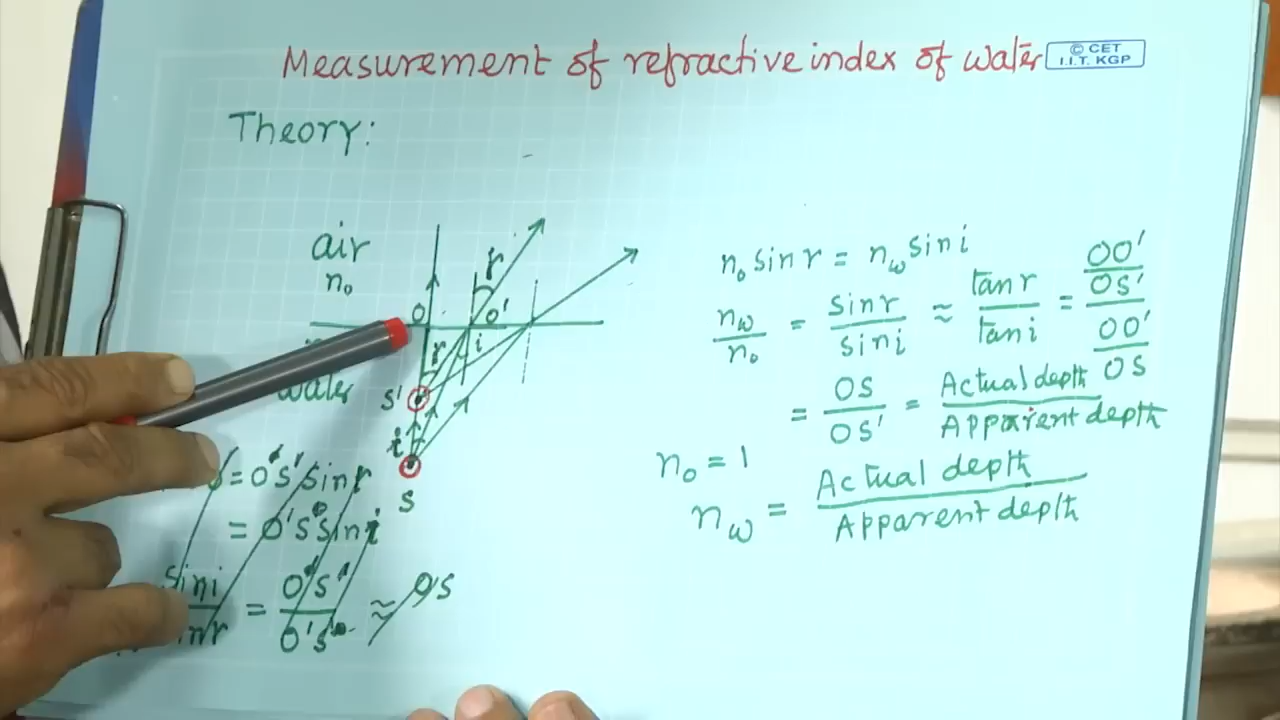 Measurement of refractive index of water
© CET
I.I.T. KGP
Theory:
air
n₀
r
O
O'
r
i
water
S'
i
S
= O'S' sin r
= O'S sin i
sin i
= O'S' / O'S ≈ OS
n₀ sin r = n_w sin i
n_w / n₀ = sin r / sin i ≈ tan r / tan i = OO' / OS' / OO' / OS
= OS / OS' = Actual depth / Apparent depth
n₀ = 1
n_w = Actual depth / Apparent depth